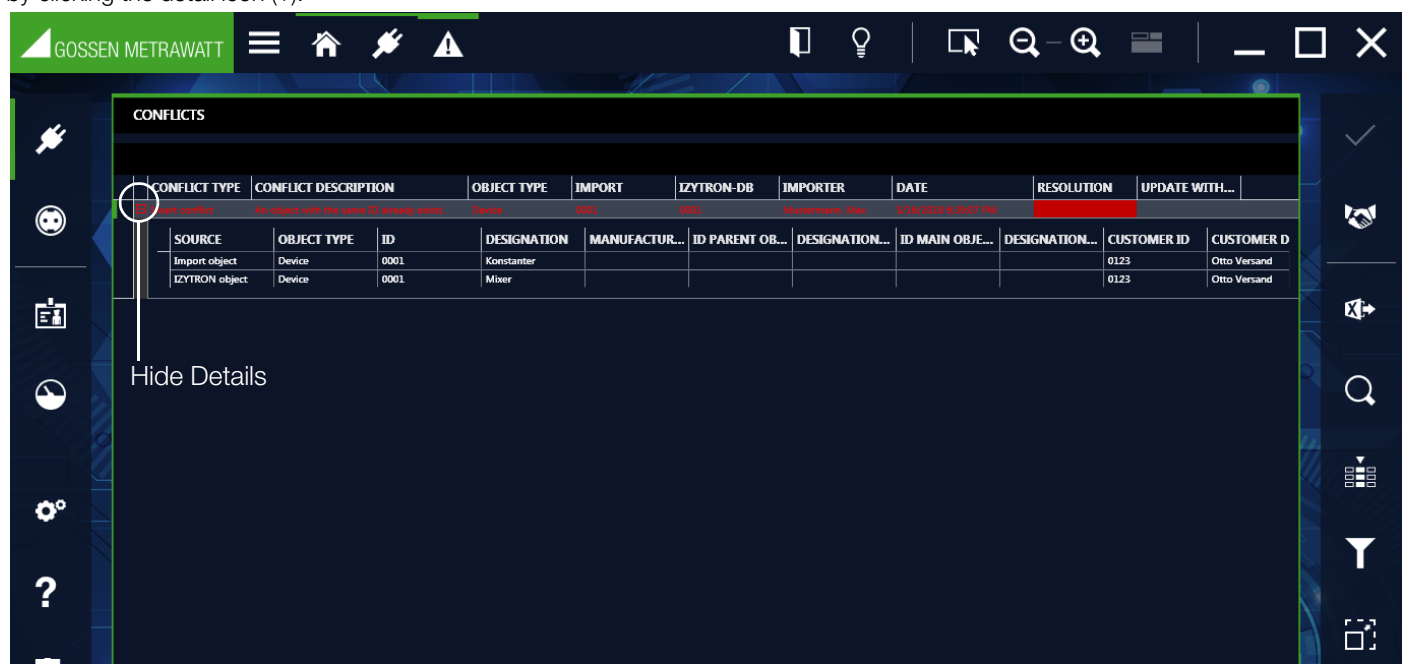 by clicking the detail icon (+).
GOSSEN METRAWATT
CONFLICTS
CONFLICT TYPE CONFLICT DESCRIPTION OBJECT TYPE IMPORT IZYTRON-DB IMPORTER DATE RESOLUTION UPDATE WITH...
Insert conflict An object with the same ID already exists Device 0001 0001 Mustermann, Max
SOURCE OBJECT TYPE ID DESIGNATION MANUFACTUR... ID PARENT OB... DESIGNATION... ID MAIN OBJE... DESIGNATION... CUSTOMER ID CUSTOMER D
Import object Device 0001 Konstanter 0123 Otto Versand
IZYTRON object Device 0001 Mixer 0123 Otto Versand
Hide Details